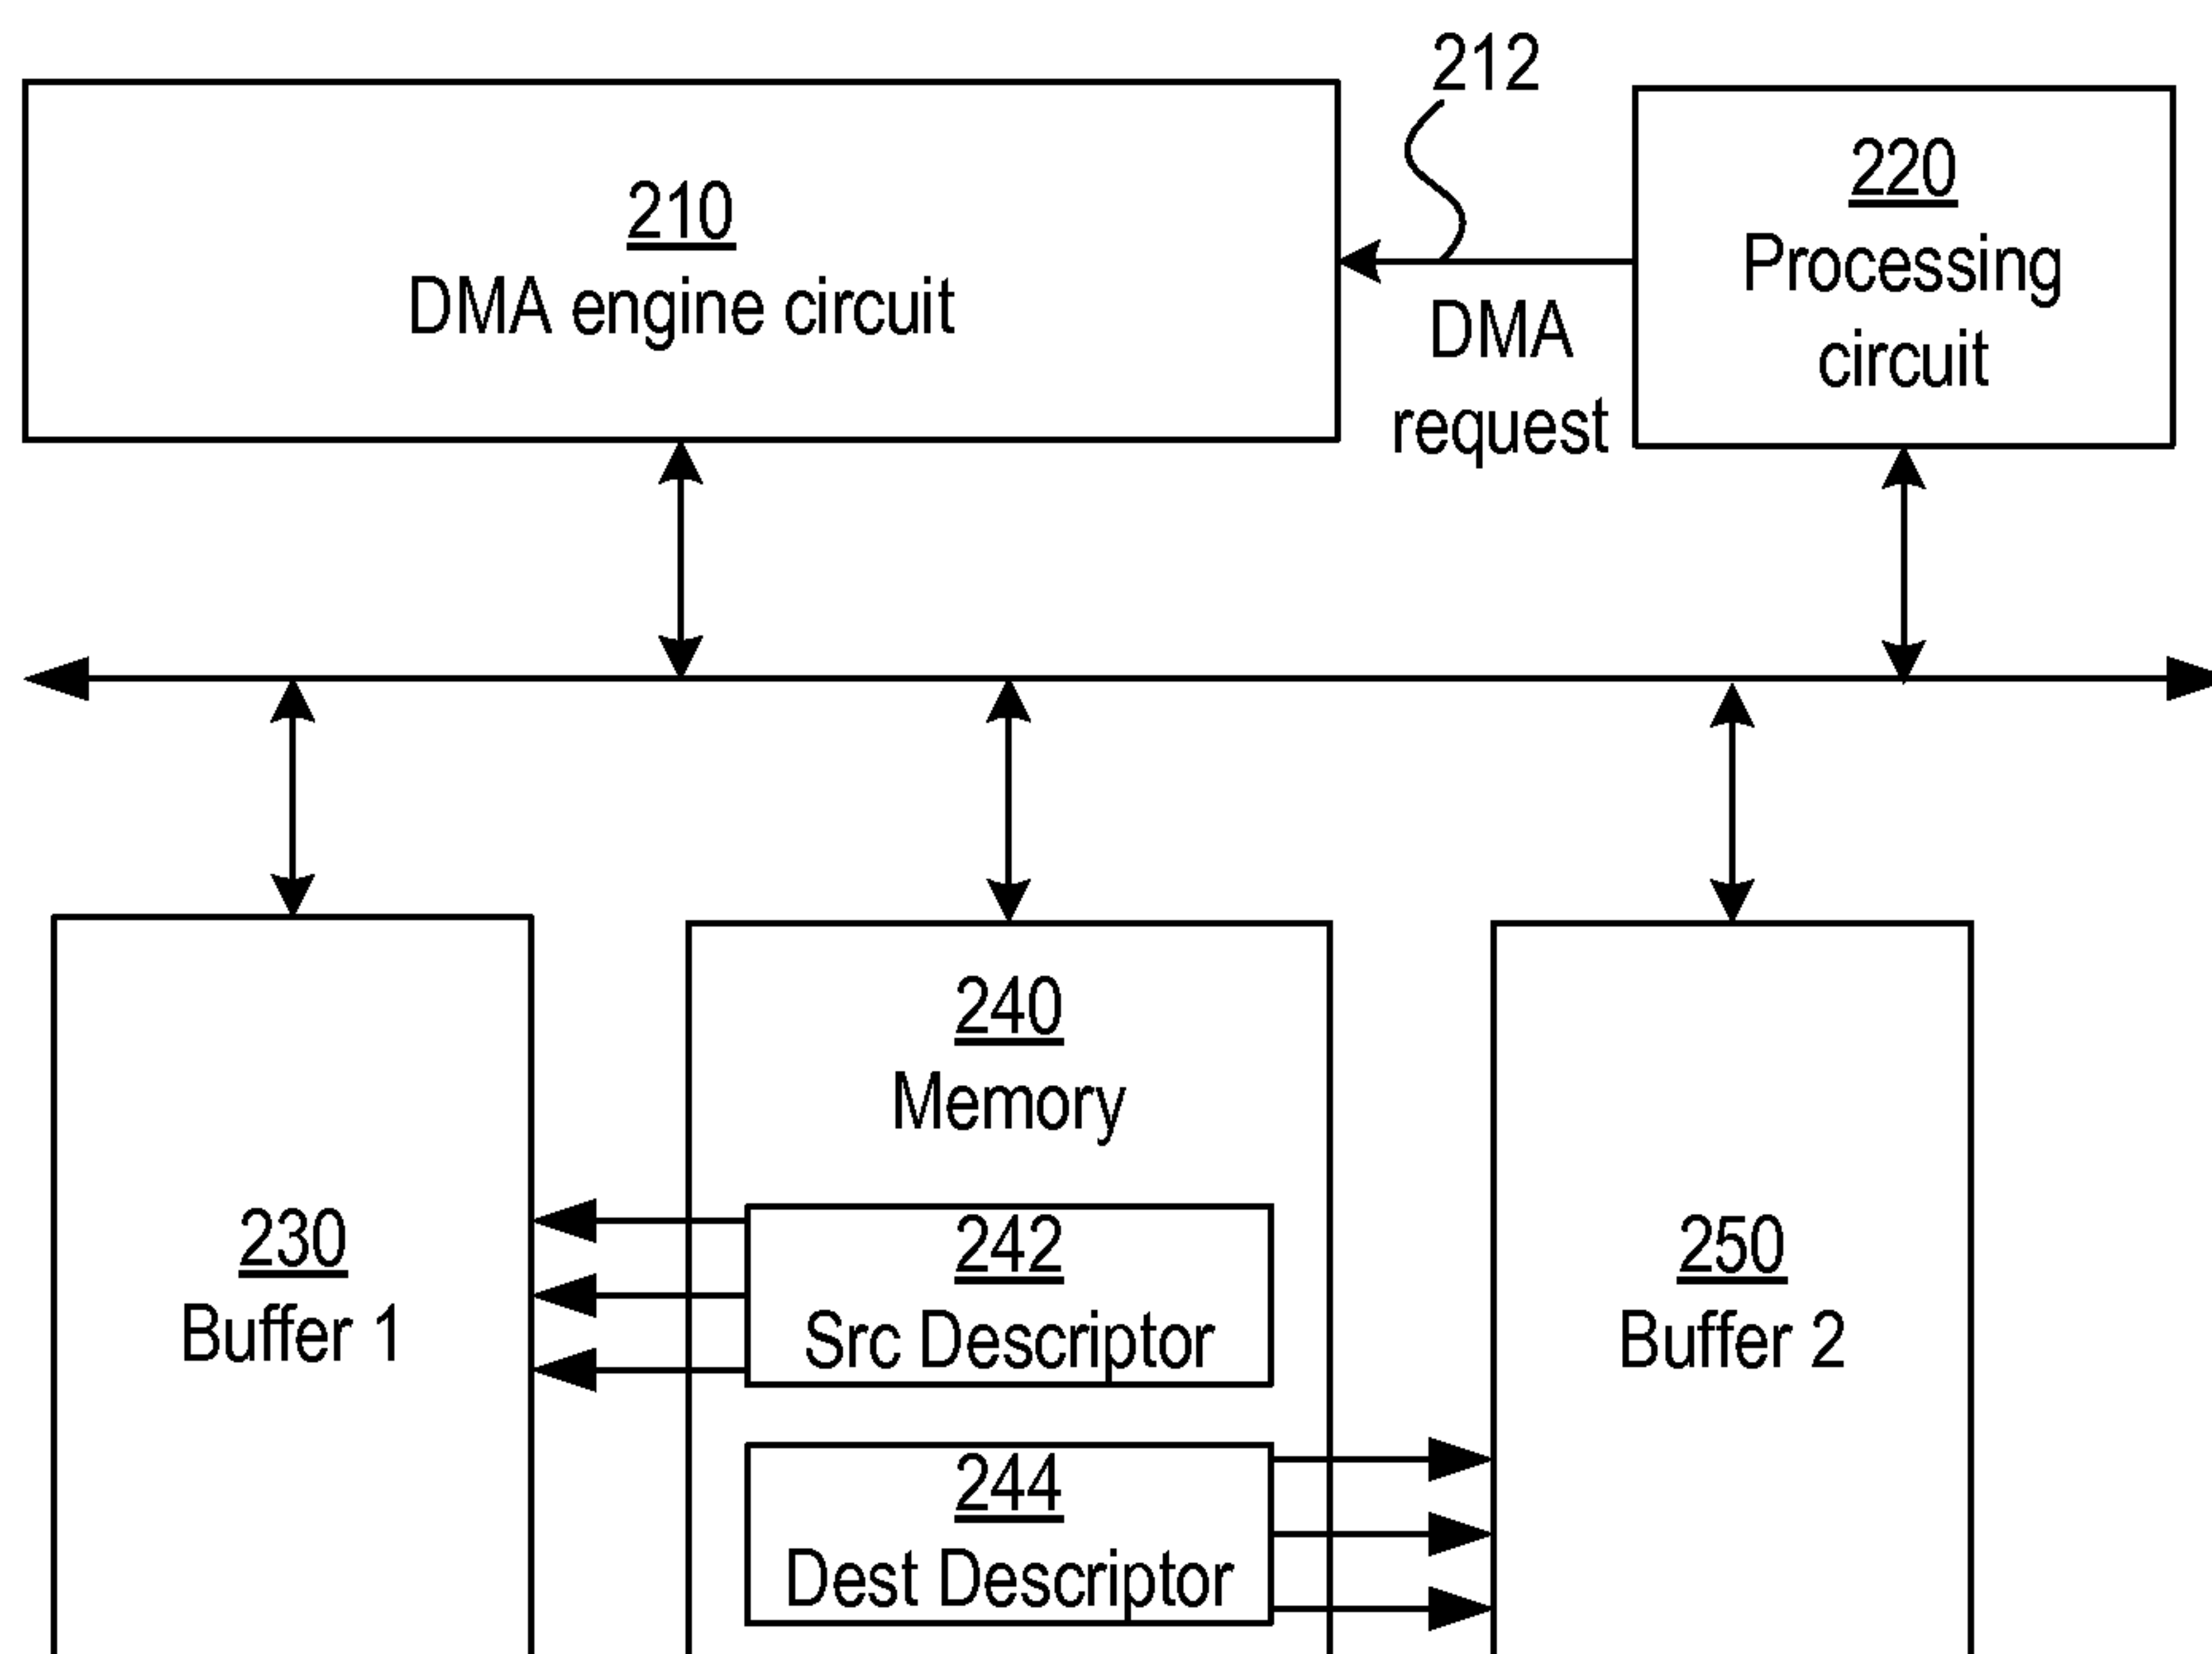 212
210
DMA engine circuit
220
Processing
circuit
DMA
request
240
Memory
230
Buffer 1
242
Src Descriptor
250
Buffer 2
244
Dest Descriptor